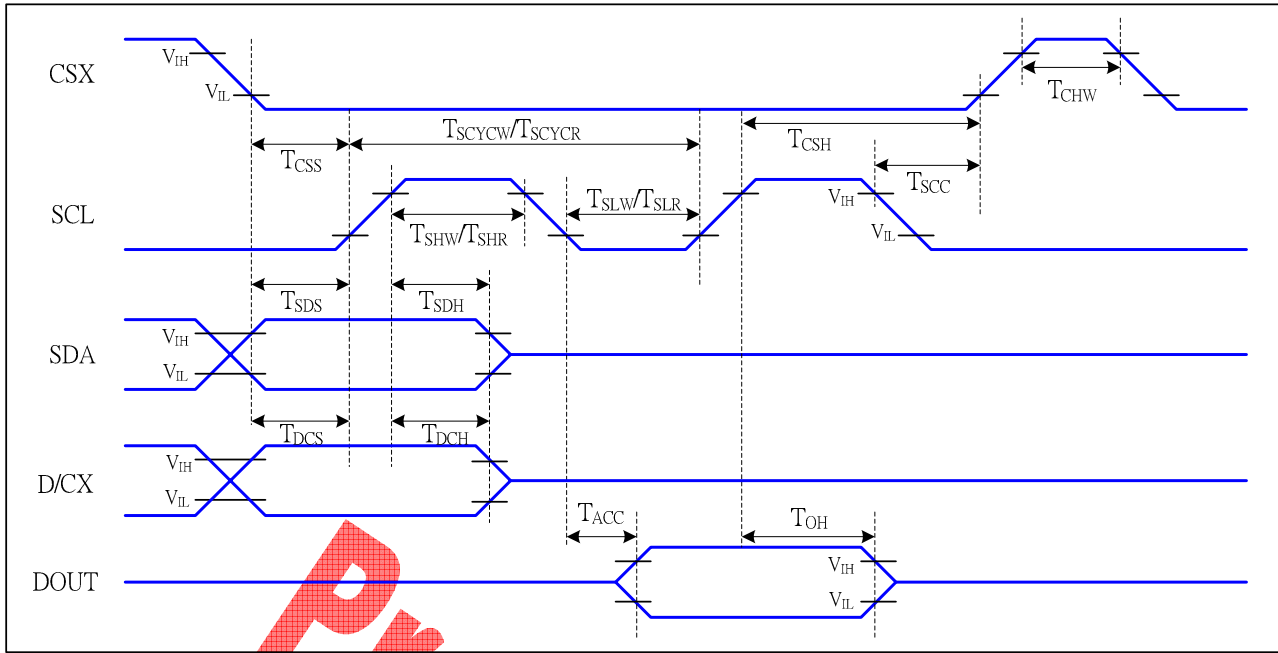 CSX
VIH
VIL
TCSS
TSCYCW/TSCYCR
TCSH
TCHW
TSCC
SCL
TSHW/TSHR
TSLW/TSLR
VIH
VIL
TSDS
TSDH
SDA
VIH
VIL
TDCS
TDCH
D/CX
VIH
VIL
TACC
TOH
DOUT
VIH
VIL
Pr